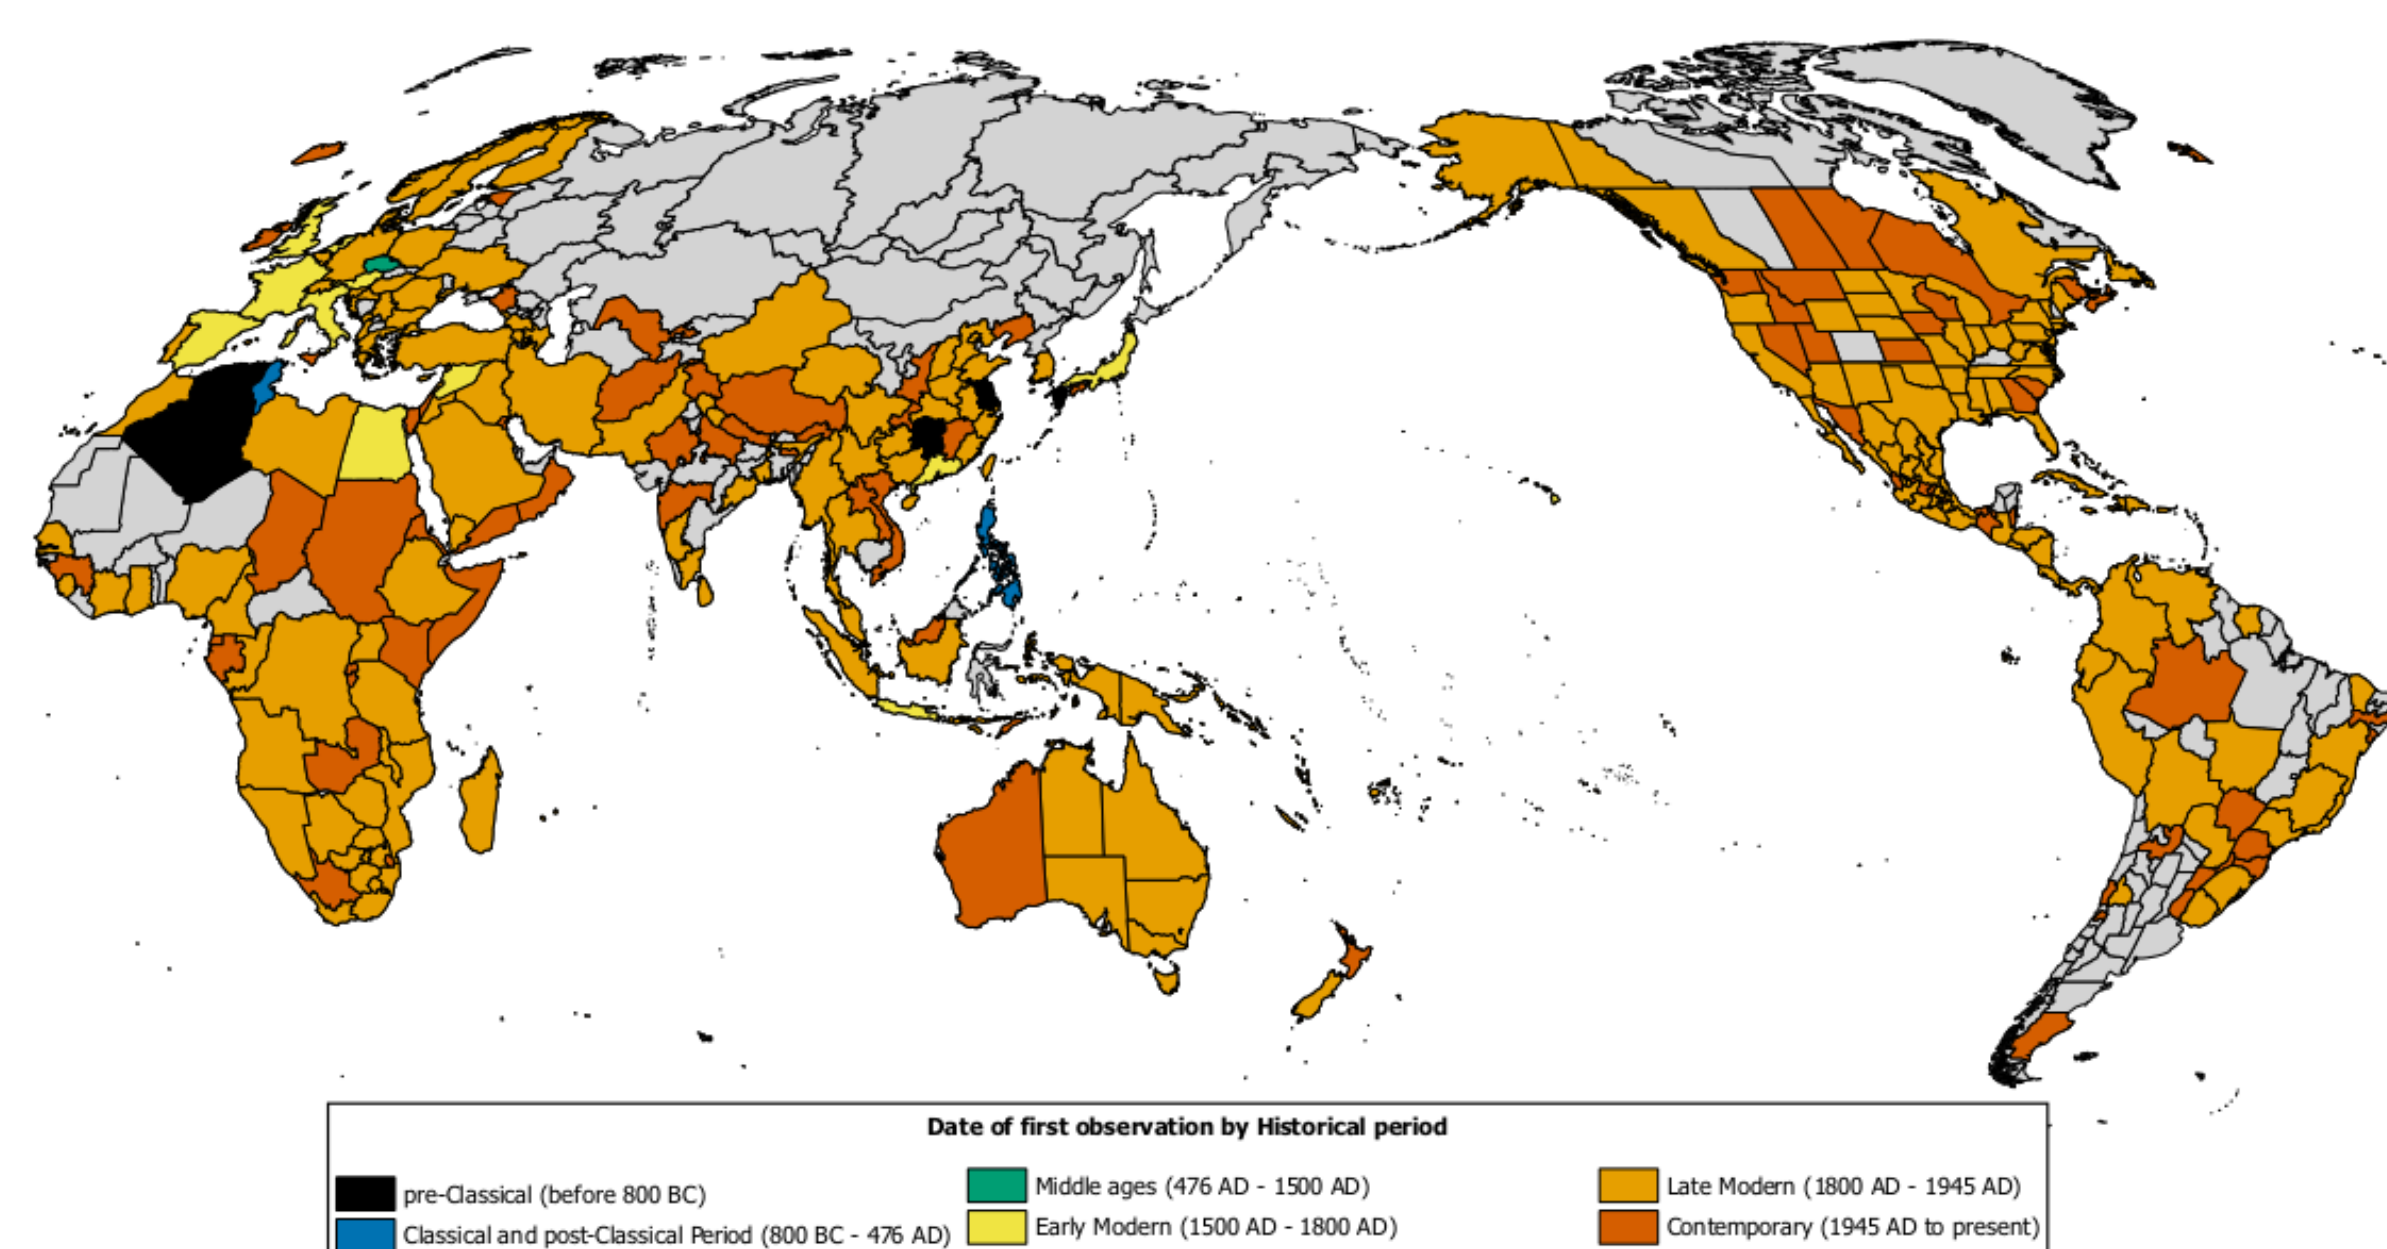 Date of first observation by Historical period
pre-Classical (before 800 BC)
Classical and post-Classical Period (800 BC - 476 AD)
Middle ages (476 AD - 1500 AD)
Early Modern (1500 AD - 1800 AD)
Late Modern (1800 AD - 1945 AD)
Contemporary (1945 AD to present)